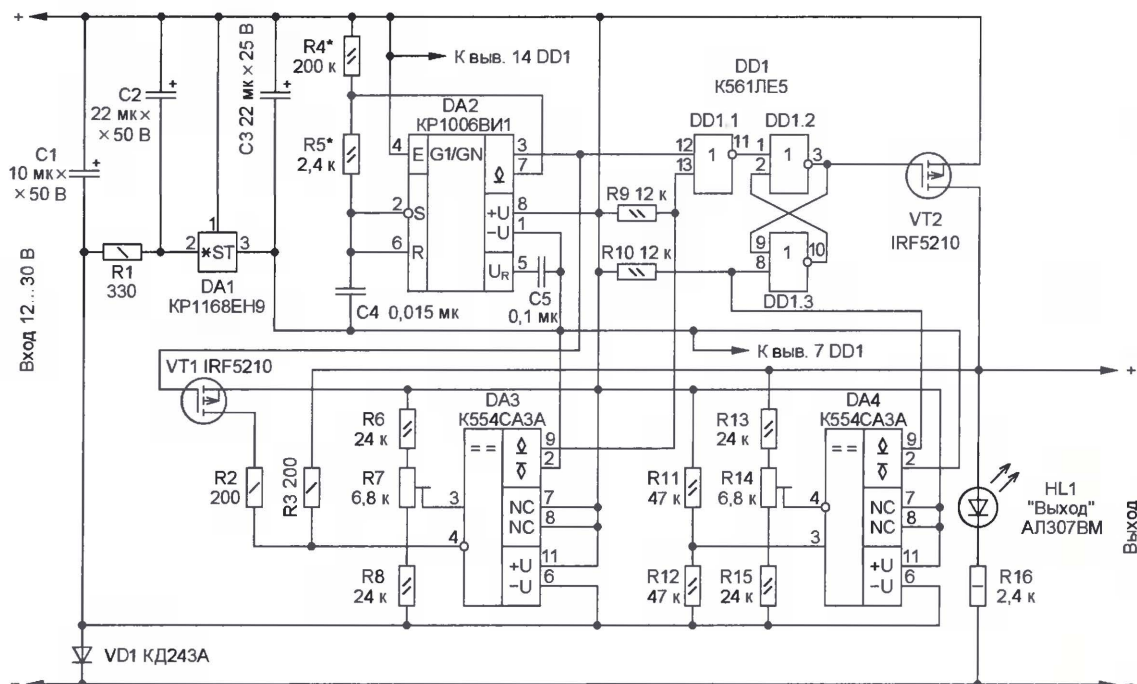 +
R4*
200 к
К выв. 14 DD1
DD1
К561ЛЕ5
C2
22 мк×
×50 В
C3 22 мк × 25 В
DA2
КР1006ВИ1
DD1.1
DD1.2
C1
10 мк×
×50 В
R5*
2,4 к
4
E
G1/GN
3
7
12
13
1
11
1
2
1
3
2
S
6
R
+U
−U
8
1
UR
5
R9 12 к
R10 12 к
9
8
1
10
DD1.3
VT2
IRF5210
1
2
*ST
3
R1
330
DA1
КР1168ЕН9
C4 0,015 мк
C5
0,1 мк
Вход 12...30 В
К выв. 7 DD1
VT1 IRF5210
+
DA3
К554СА3А
DA4
К554СА3А
R6
24 к
==
9
2
R13
24 к
==
9
2
R2
200
R3 200
R7
6,8 к
3
4
NC
NC
7
8
R11
47 к
R14
6,8 к
4
3
NC
NC
7
8
HL1
"Выход"
АЛ307ВМ
Выход
R8
24 к
+U
−U
11
6
R12
47 к
R15
24 к
+U
−U
11
6
R16
2,4 к
VD1 КД243А
−
−